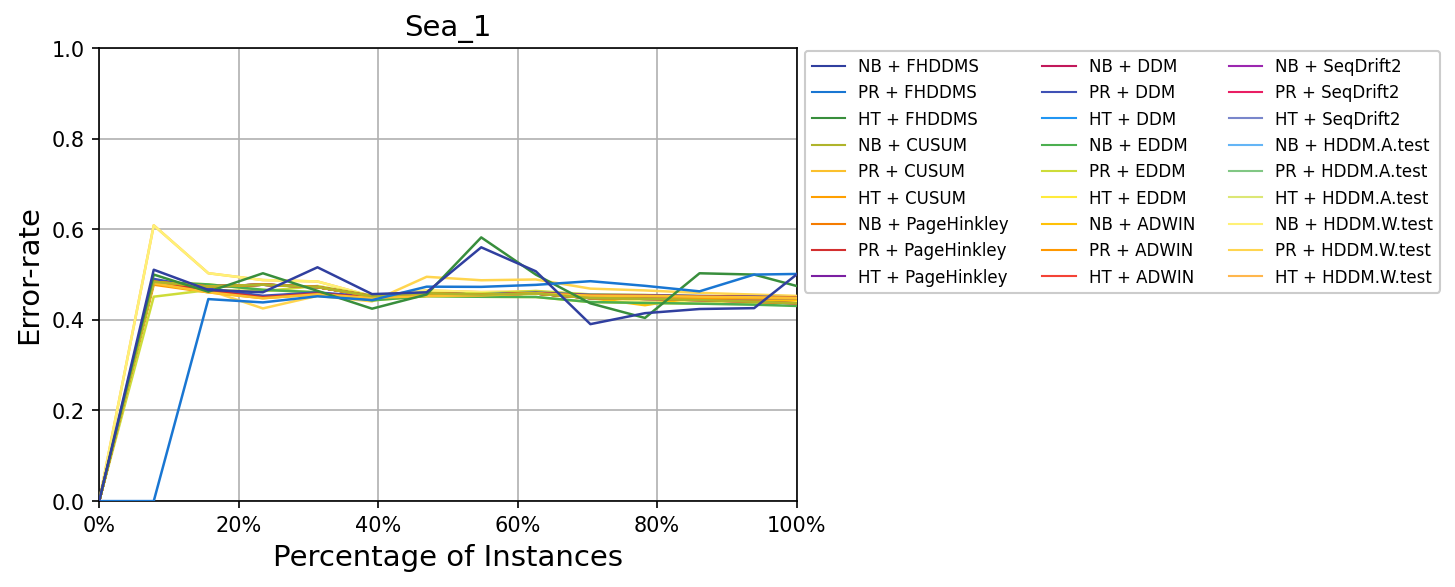 Sea_1
1.0
0.8
0.6
0.4
0.2
0.0
Error-rate
0%
20%
40%
60%
80%
100%
Percentage of Instances
NB + FHDDMS
PR + FHDDMS
HT + FHDDMS
NB + CUSUM
PR + CUSUM
HT + CUSUM
NB + PageHinkley
PR + PageHinkley
HT + PageHinkley
NB + DDM
PR + DDM
HT + DDM
NB + EDDM
PR + EDDM
HT + EDDM
NB + ADWIN
PR + ADWIN
HT + ADWIN
NB + SeqDrift2
PR + SeqDrift2
HT + SeqDrift2
NB + HDDM.A.test
PR + HDDM.A.test
HT + HDDM.A.test
NB + HDDM.W.test
PR + HDDM.W.test
HT + HDDM.W.test